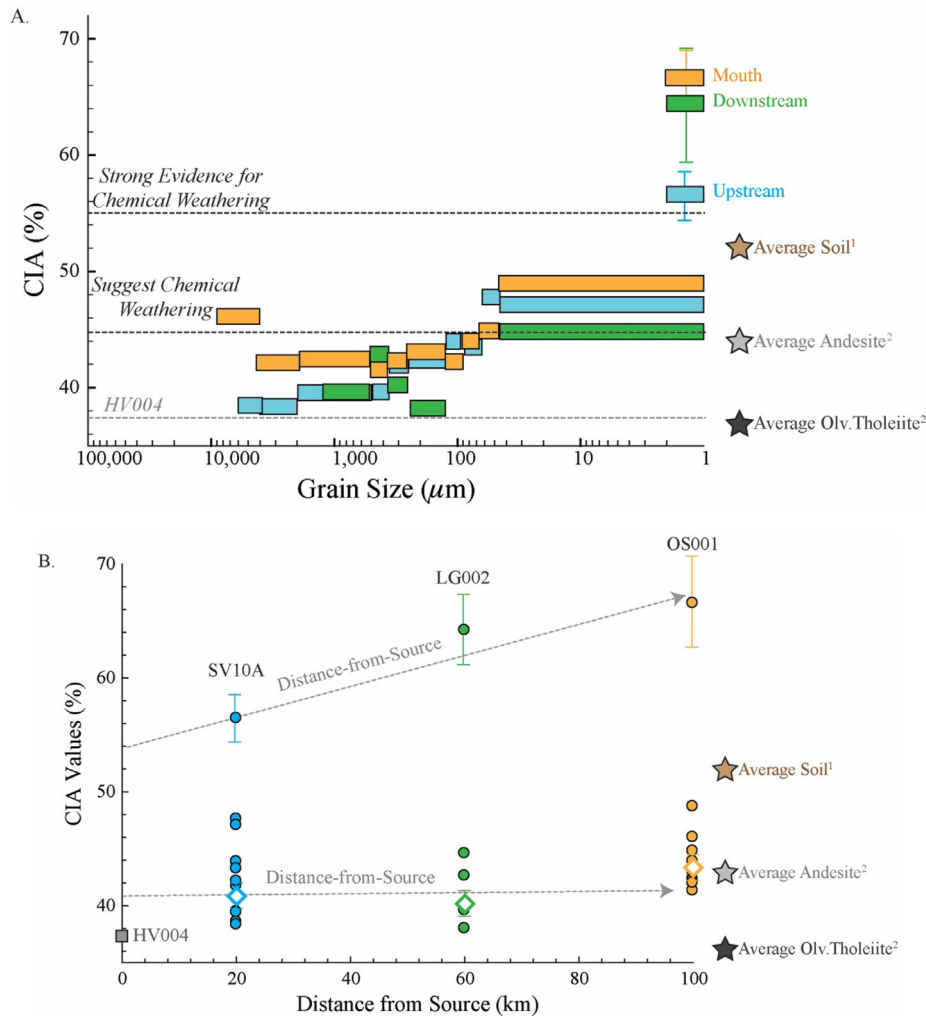 A.
70
Mouth
Downstream
60
Strong Evidence for
Chemical Weathering
Upstream
Average Soil¹
CIA (%)
50
Suggest Chemical
Weathering
Average Andesite²
40
HV004
Average Olv.Tholeiite²
100,000
10,000
1,000
100
10
1
Grain Size (µm)
B.
70
OS001
LG002
60
SV10A
Distance-from-Source
CIA Values (%)
Average Soil¹
50
Distance-from-Source
Average Andesite²
40
HV004
Average Olv.Tholeiite²
0
20
40
60
80
100
Distance from Source (km)